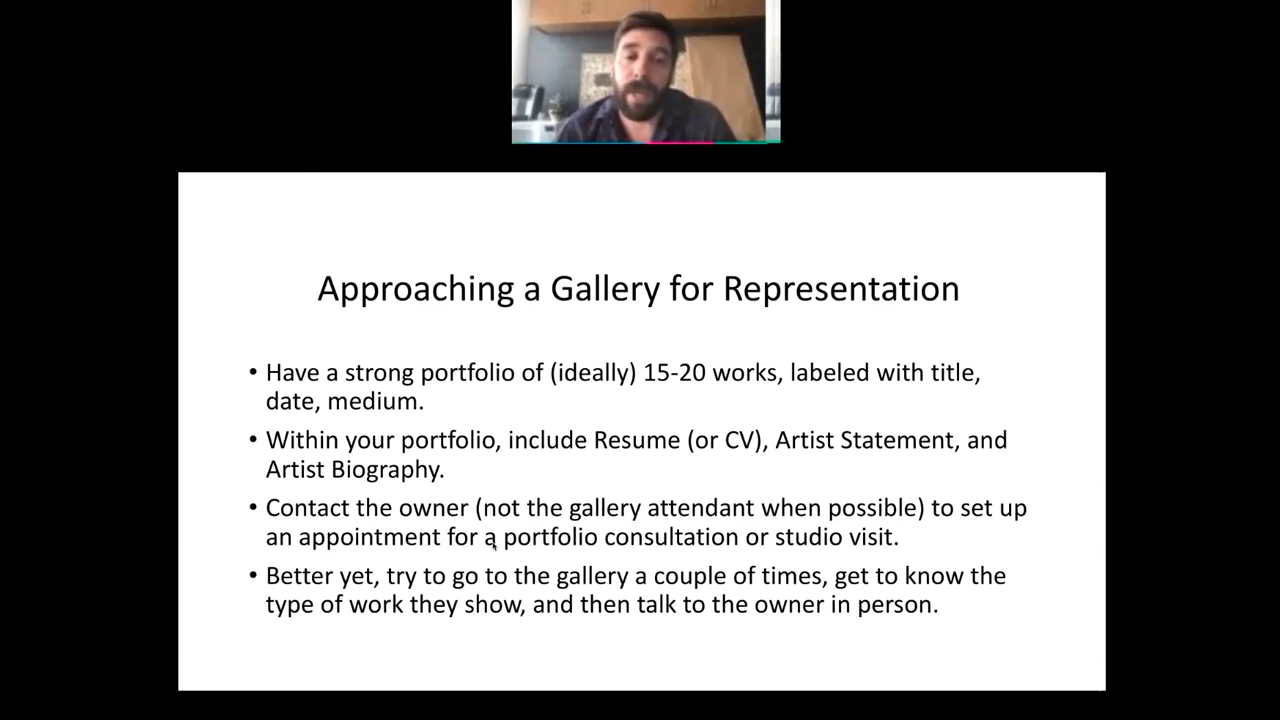 Approaching a Gallery for Representation
• Have a strong portfolio of (ideally) 15-20 works, labeled with title,
date, medium.
• Within your portfolio, include Resume (or CV), Artist Statement, and
Artist Biography.
• Contact the owner (not the gallery attendant when possible) to set up
an appointment for a portfolio consultation or studio visit.
• Better yet, try to go to the gallery a couple of times, get to know the
type of work they show, and then talk to the owner in person.